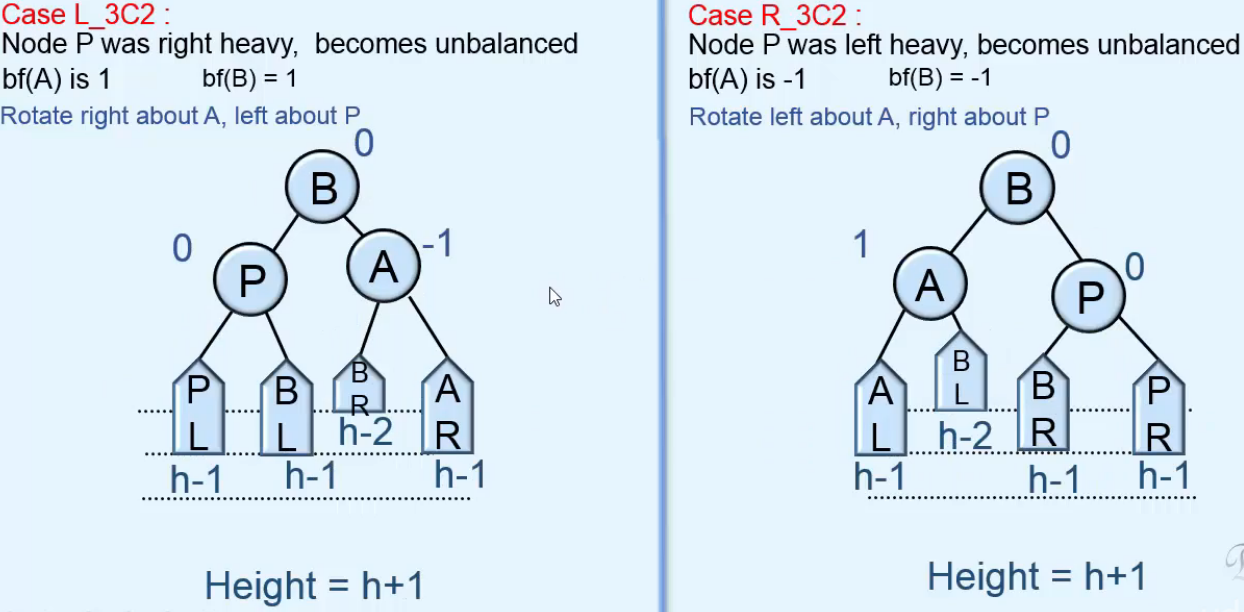 Case L_3C2 :
Node P was right heavy, becomes unbalanced
bf(A) is 1 bf(B) = 1
Rotate right about A, left about P
0
B
0
P
-1
A
P
L
B
L
B
R
A
R
h-1
h-1
h-2
h-1
Height = h+1
Case R_3C2 :
Node P was left heavy, becomes unbalanced
bf(A) is -1 bf(B) = -1
Rotate left about A, right about P
0
B
1
A
0
P
A
L
B
L
B
R
P
R
h-1
h-2
h-1
h-1
Height = h+1